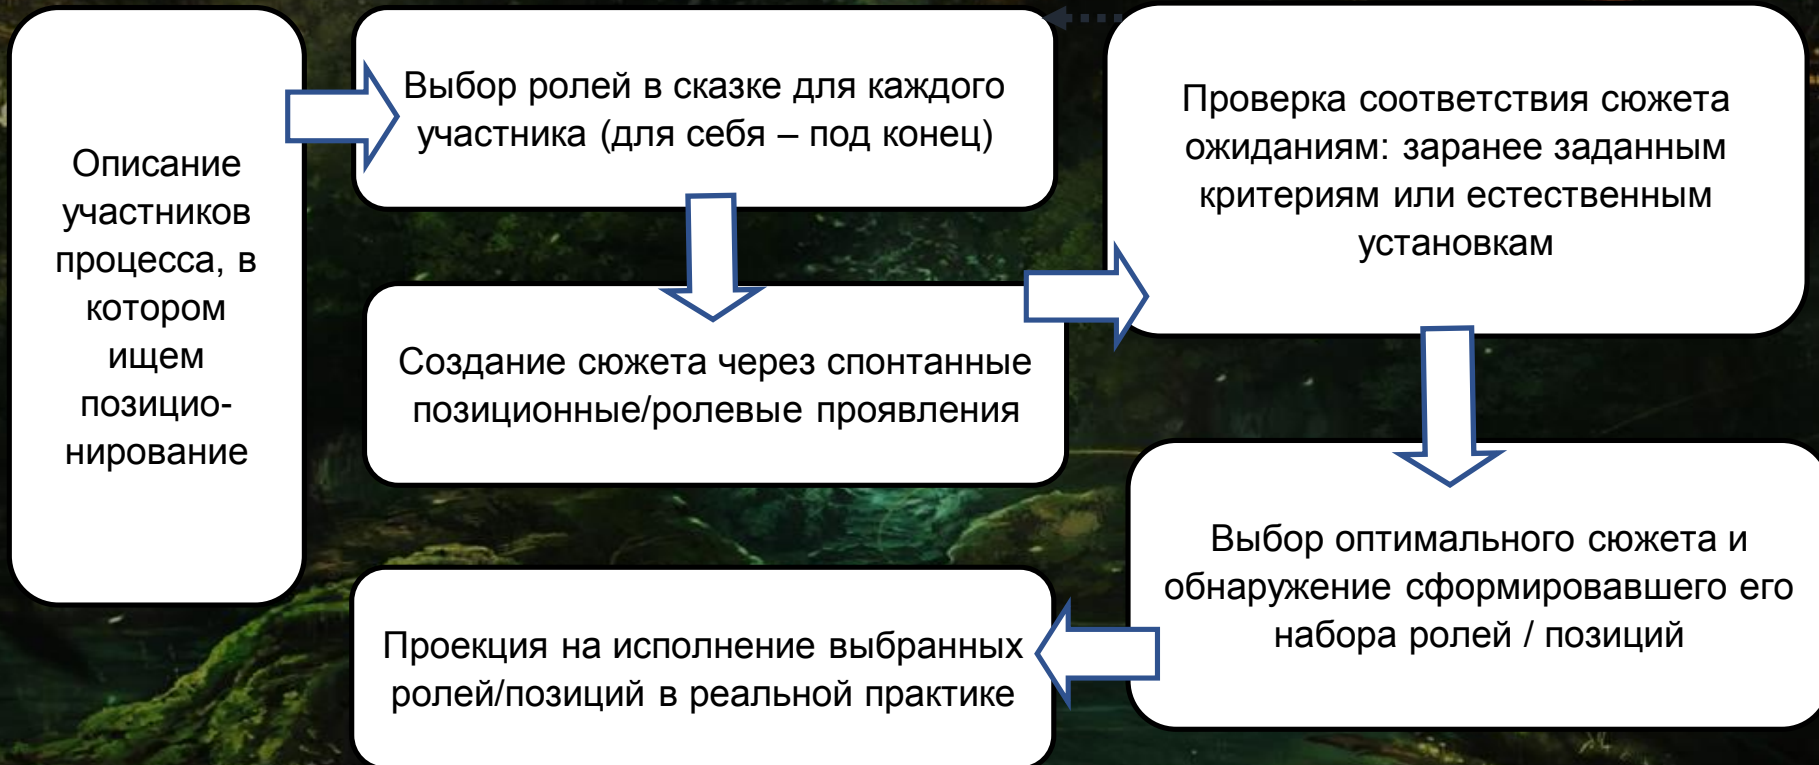 Описание
участников
процесса, в
котором
ищем
позицио-
нирование
Выбор ролей в сказке для каждого
участника (для себя – под конец)
Создание сюжета через спонтанные
позиционные/ролевые проявления
Проверка соответствия сюжета
ожиданиям: заранее заданным
критериям или естественным
установкам
Выбор оптимального сюжета и
обнаружение сформировавшего его
набора ролей / позиций
Проекция на исполнение выбранных
ролей/позиций в реальной практике